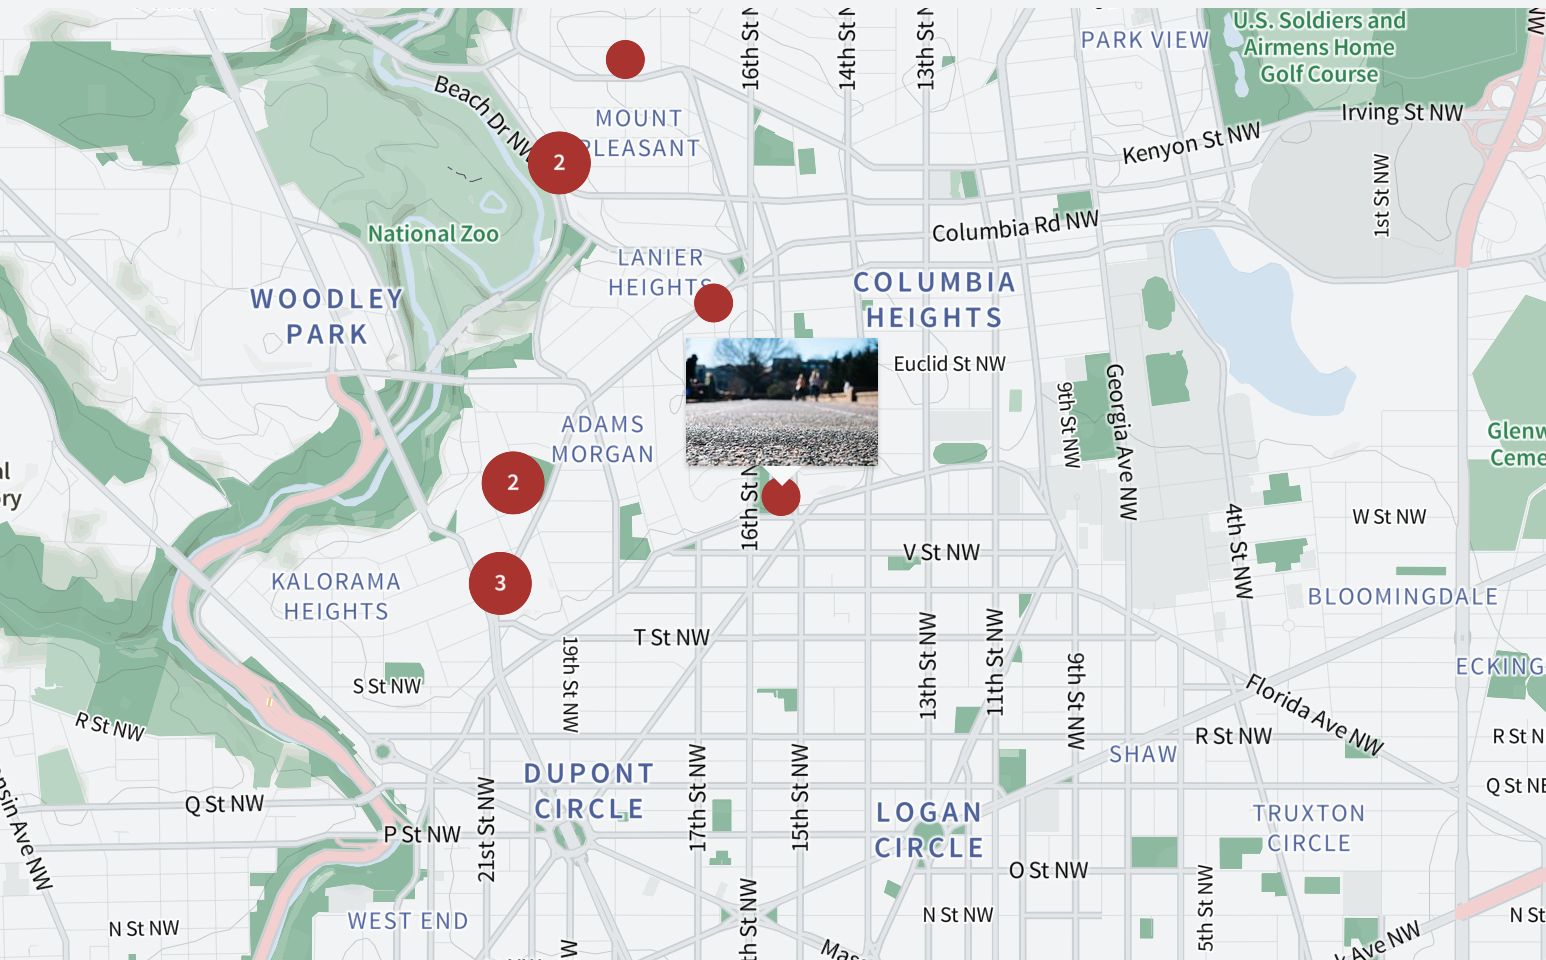 16th St N
14th St N
13th St N
PARK VIEW
U.S. Soldiers and
Airmens Home
Golf Course
NW
Beach Dr NW
MOUNT
PLEASANT
2
Irving St NW
Kenyon St NW
1st St NW
National Zoo
Columbia Rd NW
LANIER
HEIGHTS
COLUMBIA
HEIGHTS
WOODLEY
PARK
Euclid St NW
9th St NW
Georgia Ave NW
ADAMS
MORGAN
Glenw
Ceme
al
ry
2
16th St N
W St NW
4th St NW
V St NW
3
KALORAMA
HEIGHTS
BLOOMINGDALE
T St NW
19th St NW
13th St NW
11th St NW
9th St NW
ECKING
S St NW
Florida Ave NW
R St NW
R St NW
R St N
SHAW
DUPONT
CIRCLE
Q St NW
Q St NE
21st St NW
17th St NW
15th St NW
LOGAN
CIRCLE
TRUXTON
CIRCLE
nsin Ave NW
P St NW
O St NW
5th St NW
WEST END
N St NW
th St NW
N St NW
N St
W
Mass
k Ave NW